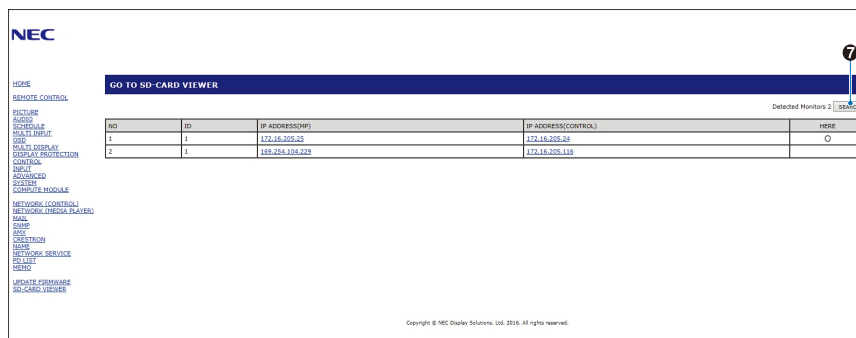 NEC
7
HOME
REMOTE CONTROL
PICTURE
AUDIO
SCHEDULE
MULTI INPUT
OSD
MULTI DISPLAY
DISPLAY PROTECTION
CONTROL
INPUT
ADVANCED
SYSTEM
COMPUTE MODULE
NETWORK (CONTROL)
NETWORK (MEDIA PLAYER)
MAIL
SNMP
AMX
CRESTRON
NAME
NETWORK SERVICE
PD LIST
MEMO
UPDATE FIRMWARE
SD-CARD VIEWER
GO TO SD-CARD VIEWER
Detected Monitors 2 SEARC
NO ID IP ADDRESS(MP) IP ADDRESS(CONTROL) HERE
1 1 172.16.205.25 172.16.205.24 O
2 1 169.254.104.229 172.16.205.116
Copyright © NEC Display Solutions. Ltd. 2016. All rights reserved.